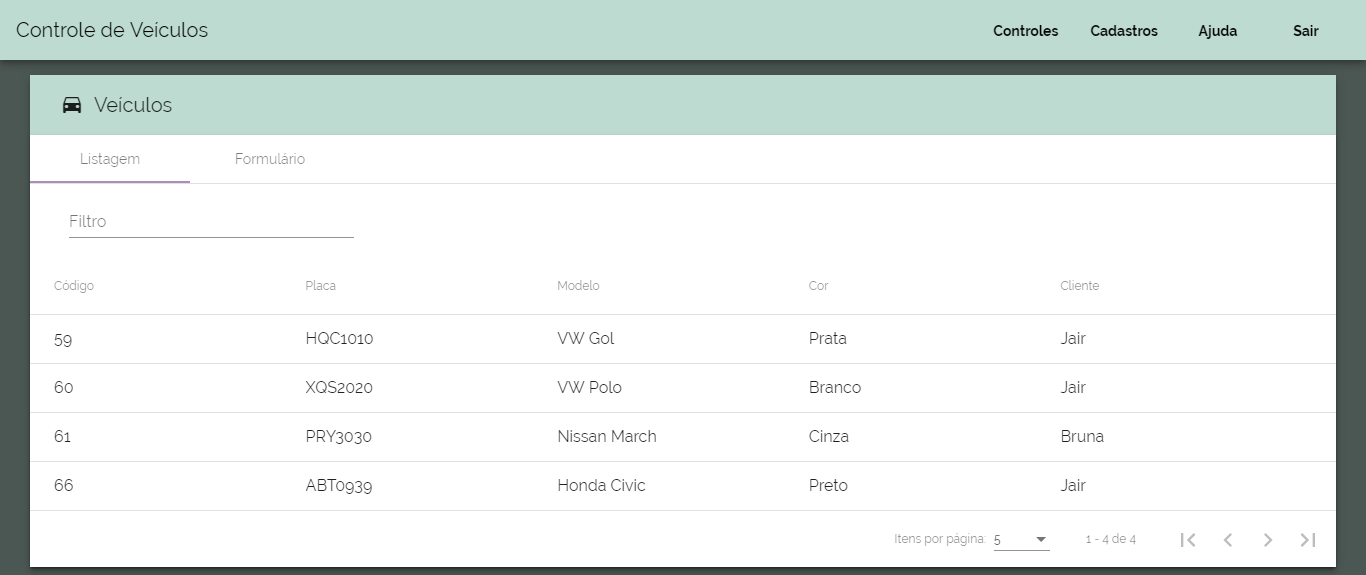 Controle de Veículos Controles Cadastros Ajuda Sair
Veículos
Listagem Formulário
Filtro
Código Placa Modelo Cor Cliente
59 HQC1010 VW Gol Prata Jair
60 XQS2020 VW Polo Branco Jair
61 PRY3030 Nissan March Cinza Bruna
66 ABT0939 Honda Civic Preto Jair
Itens por página: 5 1 - 4 de 4